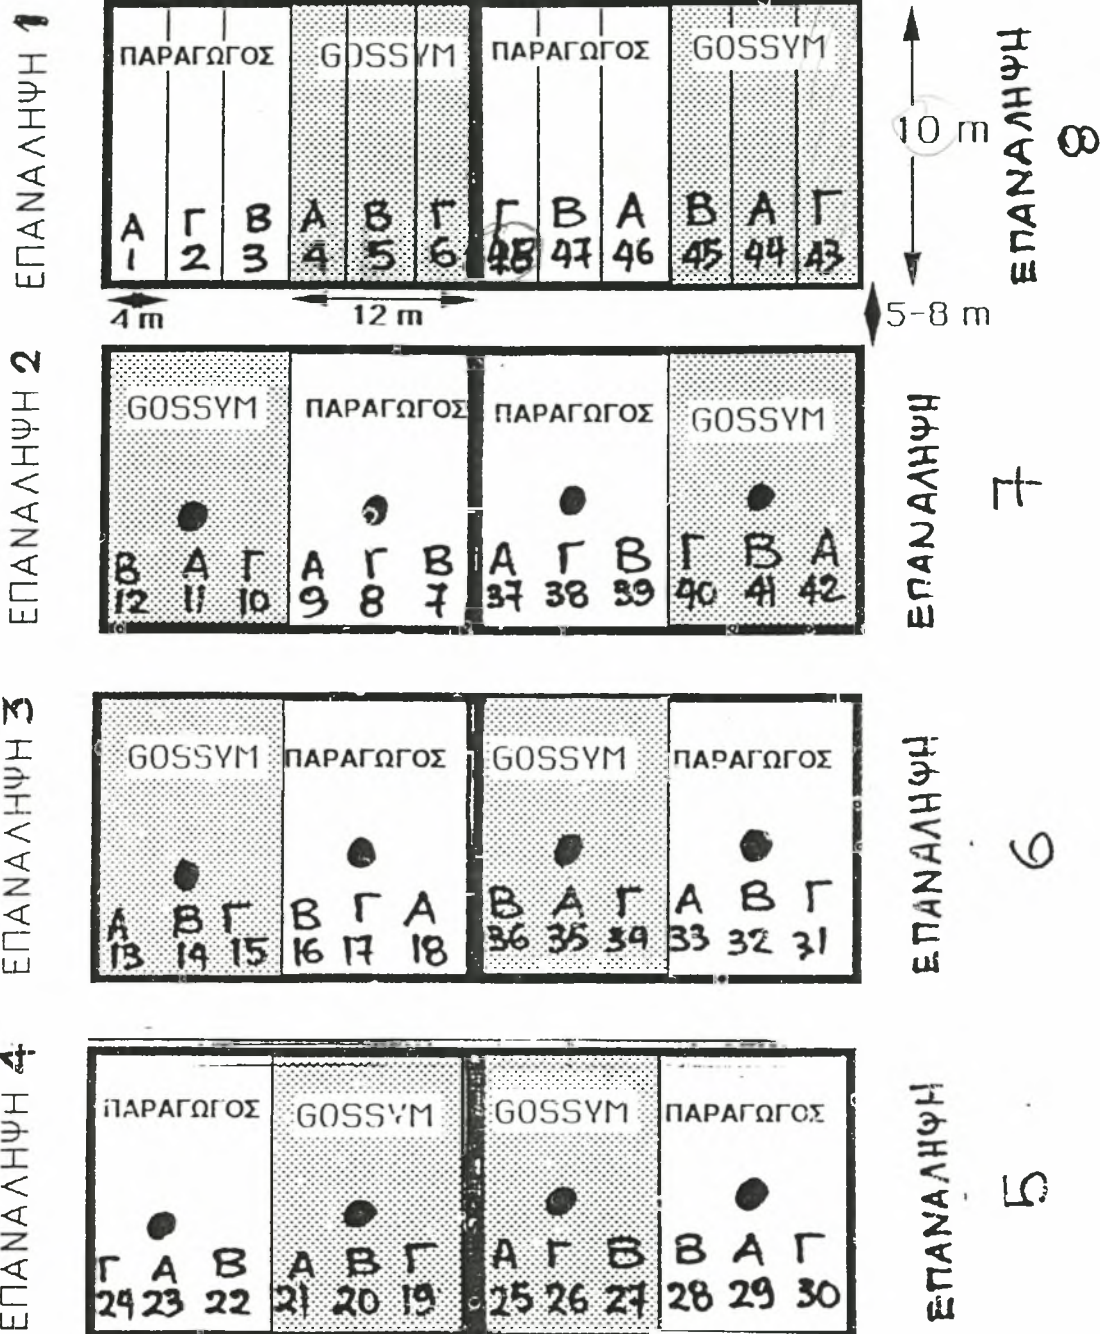 ΕΠΑΝΑΛΗΨΗ 1
ΠΑΡΑΓΩΓΟΣ GOSSYM ΠΑΡΑΓΩΓΟΣ GOSSYM
Α Γ Β Α Β Γ Γ Β Α Β Α Γ
1 2 3 4 5 6 48 47 46 45 44 43
10 m
ΕΠΑΝΑΛΗΨΗ 8
4 m 12 m 5-8 m
ΕΠΑΝΑΛΗΨΗ 2
GOSSYM ΠΑΡΑΓΩΓΟΣ ΠΑΡΑΓΩΓΟΣ GOSSYM
Β Α Γ Α Γ Β Α Γ Β Γ Β Α
12 11 10 9 8 7 37 38 39 40 41 42
ΕΠΑΝΑΛΗΨΗ 7
ΕΠΑΝΑΛΗΨΗ 3
GOSSYM ΠΑΡΑΓΩΓΟΣ GOSSYM ΠΑΡΑΓΩΓΟΣ
Α Β Γ Β Γ Α Β Α Γ Α Β Γ
13 14 15 16 17 18 36 35 34 33 32 31
ΕΠΑΝΑΛΗΨΗ 6
ΕΠΑΝΑΛΗΨΗ 4
ΠΑΡΑΓΩΓΟΣ GOSSYM GOSSYM ΠΑΡΑΓΩΓΟΣ
Γ Α Β Α Β Γ Α Γ Β Β Α Γ
24 23 22 21 20 19 25 26 27 28 29 30
ΕΠΑΝΑΛΗΨΗ 5